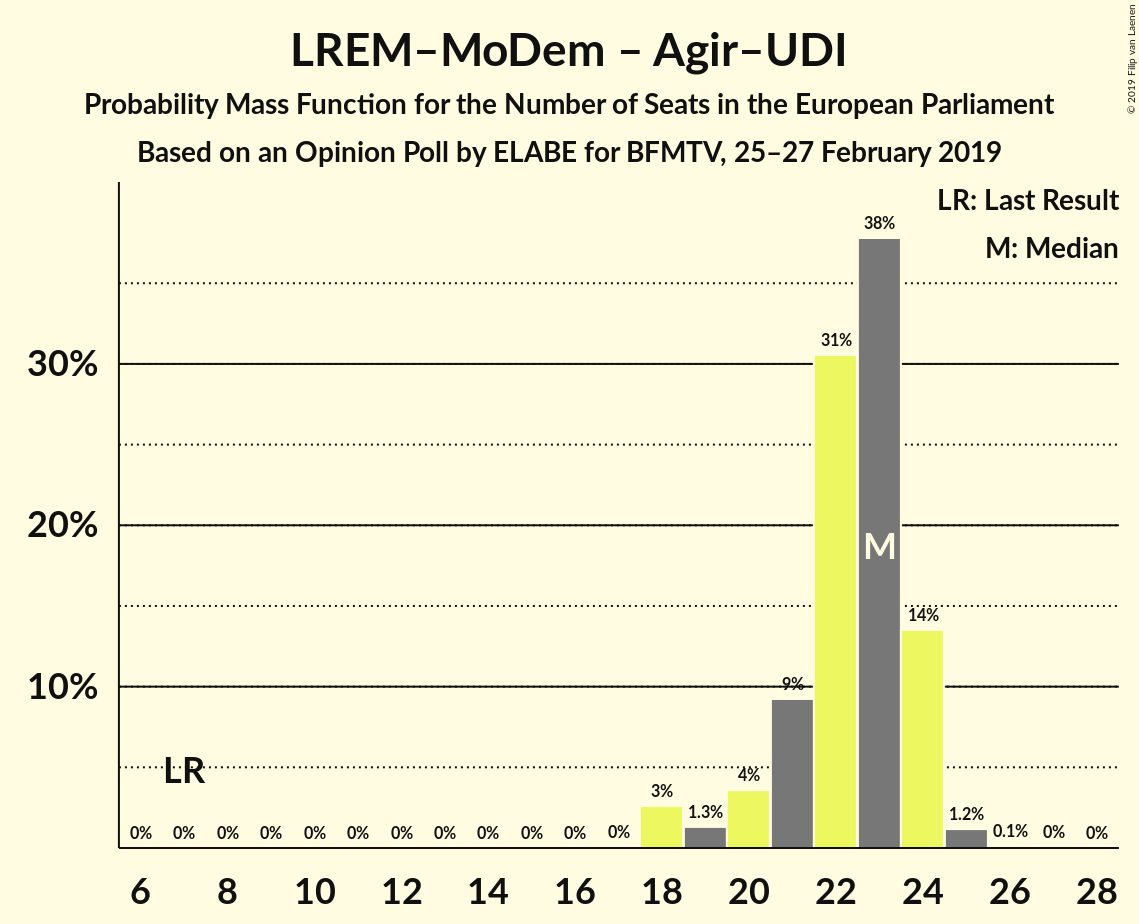 LREM–MoDem – Agir–UDI
Probability Mass Function for the Number of Seats in the European Parliament
Based on an Opinion Poll by ELABE for BFMTV, 25–27 February 2019
© 2019 Filip van Laenen
LR: Last Result
M: Median
38%
31%
30%
20%
M
14%
10%
9%
LR
4%
3%
1.3%
1.2%
0% 0% 0% 0% 0% 0% 0% 0% 0% 0% 0% 0% 0.1% 0% 0%
6 8 10 12 14 16 18 20 22 24 26 28